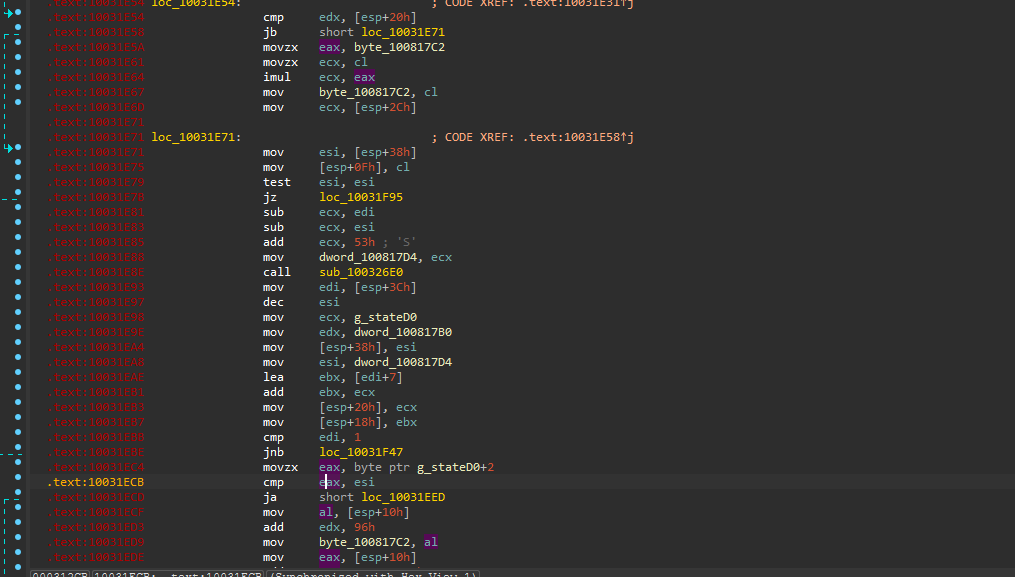 .text:10031E54 loc_10031E54: ; CODE XREF: .text:10031E31↑j
.text:10031E54 cmp edx, [esp+20h]
.text:10031E58 jb short loc_10031E71
.text:10031E5A movzx eax, byte_100817C2
.text:10031E61 movzx ecx, cl
.text:10031E64 imul ecx, eax
.text:10031E67 mov byte_100817C2, cl
.text:10031E6D mov ecx, [esp+2Ch]
.text:10031E71
.text:10031E71 loc_10031E71: ; CODE XREF: .text:10031E58↑j
.text:10031E71 mov esi, [esp+38h]
.text:10031E75 mov [esp+0Fh], cl
.text:10031E79 test esi, esi
.text:10031E7B jz loc_10031F95
.text:10031E81 sub ecx, edi
.text:10031E83 sub ecx, esi
.text:10031E85 add ecx, 53h ; 'S'
.text:10031E88 mov dword_100817D4, ecx
.text:10031E8E call sub_100326E0
.text:10031E93 mov edi, [esp+3Ch]
.text:10031E97 dec esi
.text:10031E98 mov ecx, g_stateD0
.text:10031E9E mov edx, dword_100817B0
.text:10031EA4 mov [esp+38h], esi
.text:10031EA8 mov esi, dword_100817D4
.text:10031EAE lea ebx, [edi+7]
.text:10031EB1 add ebx, ecx
.text:10031EB3 mov [esp+20h], ecx
.text:10031EB7 mov [esp+18h], ebx
.text:10031EBB cmp edi, 1
.text:10031EBE jnb loc_10031F47
.text:10031EC4 movzx eax, byte ptr g_stateD0+2
.text:10031ECB cmp eax, esi
.text:10031ECD ja short loc_10031EED
.text:10031ECF mov al, [esp+10h]
.text:10031ED3 add edx, 96h
.text:10031ED9 mov byte_100817C2, al
.text:10031EDE mov eax, [esp+10h]